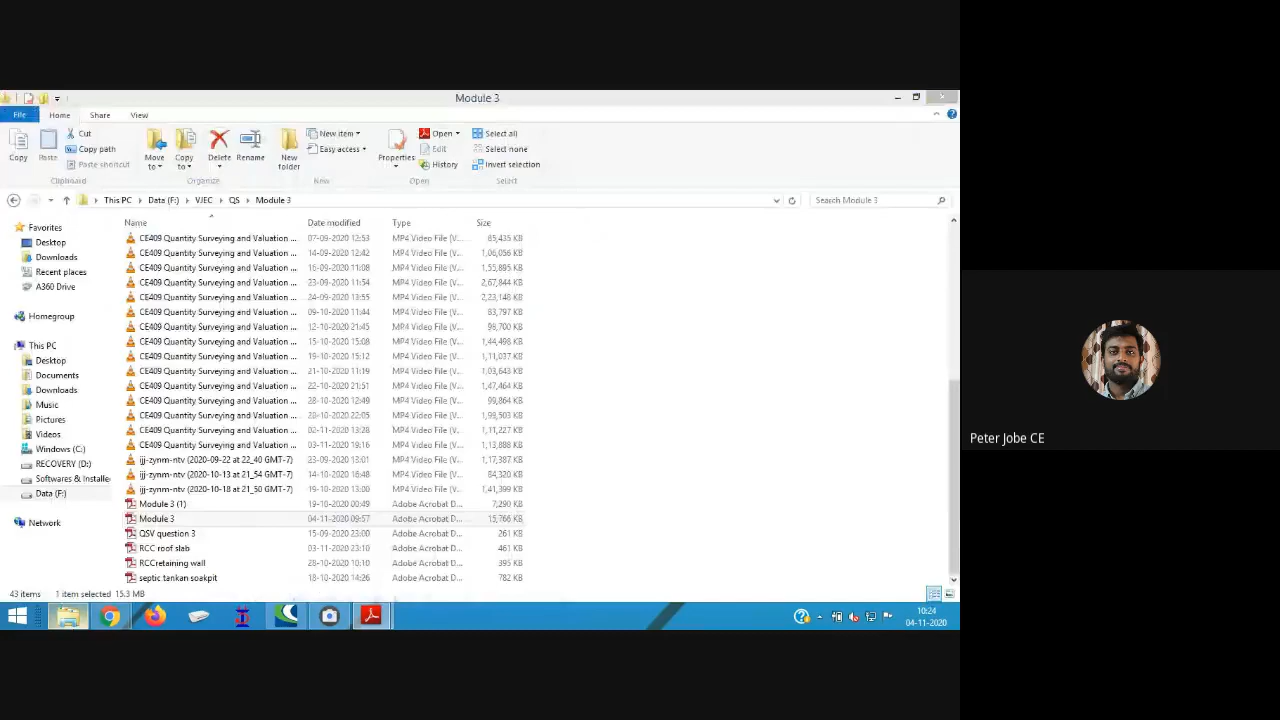 Module 3
File Home Share View
Copy
Paste
Cut
Copy path
Paste shortcut
Clipboard
Move to
Copy to
Delete
Rename
Organize
New folder
New item
Easy access
New
Properties
Open
Edit
History
Open
Select all
Select none
Invert selection
Select
This PC Data (F:) VJEC QS Module 3
Search Module 3
Favorites
Desktop
Downloads
Recent places
A360 Drive
Homegroup
This PC
Desktop
Documents
Downloads
Music
Pictures
Videos
Windows (C:)
RECOVERY (D:)
Softwares & Installe
Data (F:)
Network
Name Date modified Type Size
CE409 Quantity Surveying and Valuation ... 07-09-2020 12:53 MP4 Video File (V... 85,435 KB
CE409 Quantity Surveying and Valuation ... 14-09-2020 12:42 MP4 Video File (V... 1,06,056 KB
CE409 Quantity Surveying and Valuation ... 16-09-2020 11:08 MP4 Video File (V... 1,55,895 KB
CE409 Quantity Surveying and Valuation ... 23-09-2020 11:54 MP4 Video File (V... 2,67,844 KB
CE409 Quantity Surveying and Valuation ... 24-09-2020 13:55 MP4 Video File (V... 2,23,148 KB
CE409 Quantity Surveying and Valuation ... 09-10-2020 11:44 MP4 Video File (V... 83,797 KB
CE409 Quantity Surveying and Valuation ... 12-10-2020 21:45 MP4 Video File (V... 98,700 KB
CE409 Quantity Surveying and Valuation ... 15-10-2020 15:08 MP4 Video File (V... 1,44,498 KB
CE409 Quantity Surveying and Valuation ... 19-10-2020 15:12 MP4 Video File (V... 1,11,037 KB
CE409 Quantity Surveying and Valuation ... 21-10-2020 11:19 MP4 Video File (V... 1,03,643 KB
CE409 Quantity Surveying and Valuation ... 22-10-2020 21:51 MP4 Video File (V... 1,47,464 KB
CE409 Quantity Surveying and Valuation ... 28-10-2020 12:49 MP4 Video File (V... 99,864 KB
CE409 Quantity Surveying and Valuation ... 28-10-2020 22:05 MP4 Video File (V... 1,99,503 KB
CE409 Quantity Surveying and Valuation ... 02-11-2020 13:28 MP4 Video File (V... 1,11,227 KB
CE409 Quantity Surveying and Valuation ... 03-11-2020 19:16 MP4 Video File (V... 1,13,888 KB
ijj-zynm-ntv (2020-09-22 at 22_40 GMT-7) 23-09-2020 13:01 MP4 Video File (V... 1,17,387 KB
ijj-zynm-ntv (2020-10-13 at 21_54 GMT-7) 14-10-2020 16:48 MP4 Video File (V... 84,320 KB
ijj-zynm-ntv (2020-10-18 at 21_50 GMT-7) 19-10-2020 13:00 MP4 Video File (V... 1,41,399 KB
Module 3 (1) 19-10-2020 00:49 Adobe Acrobat D... 7,290 KB
Module 3 04-11-2020 09:57 Adobe Acrobat D... 15,766 KB
QSV question 3 15-09-2020 23:00 Adobe Acrobat D... 261 KB
RCC roof slab 03-11-2020 23:10 Adobe Acrobat D... 461 KB
RCCretaining wall 28-10-2020 10:10 Adobe Acrobat D... 395 KB
septic tankan soakpit 18-10-2020 14:26 Adobe Acrobat D... 782 KB
43 items 1 item selected 15.3 MB
10:24
04-11-2020
Peter Jobe CE